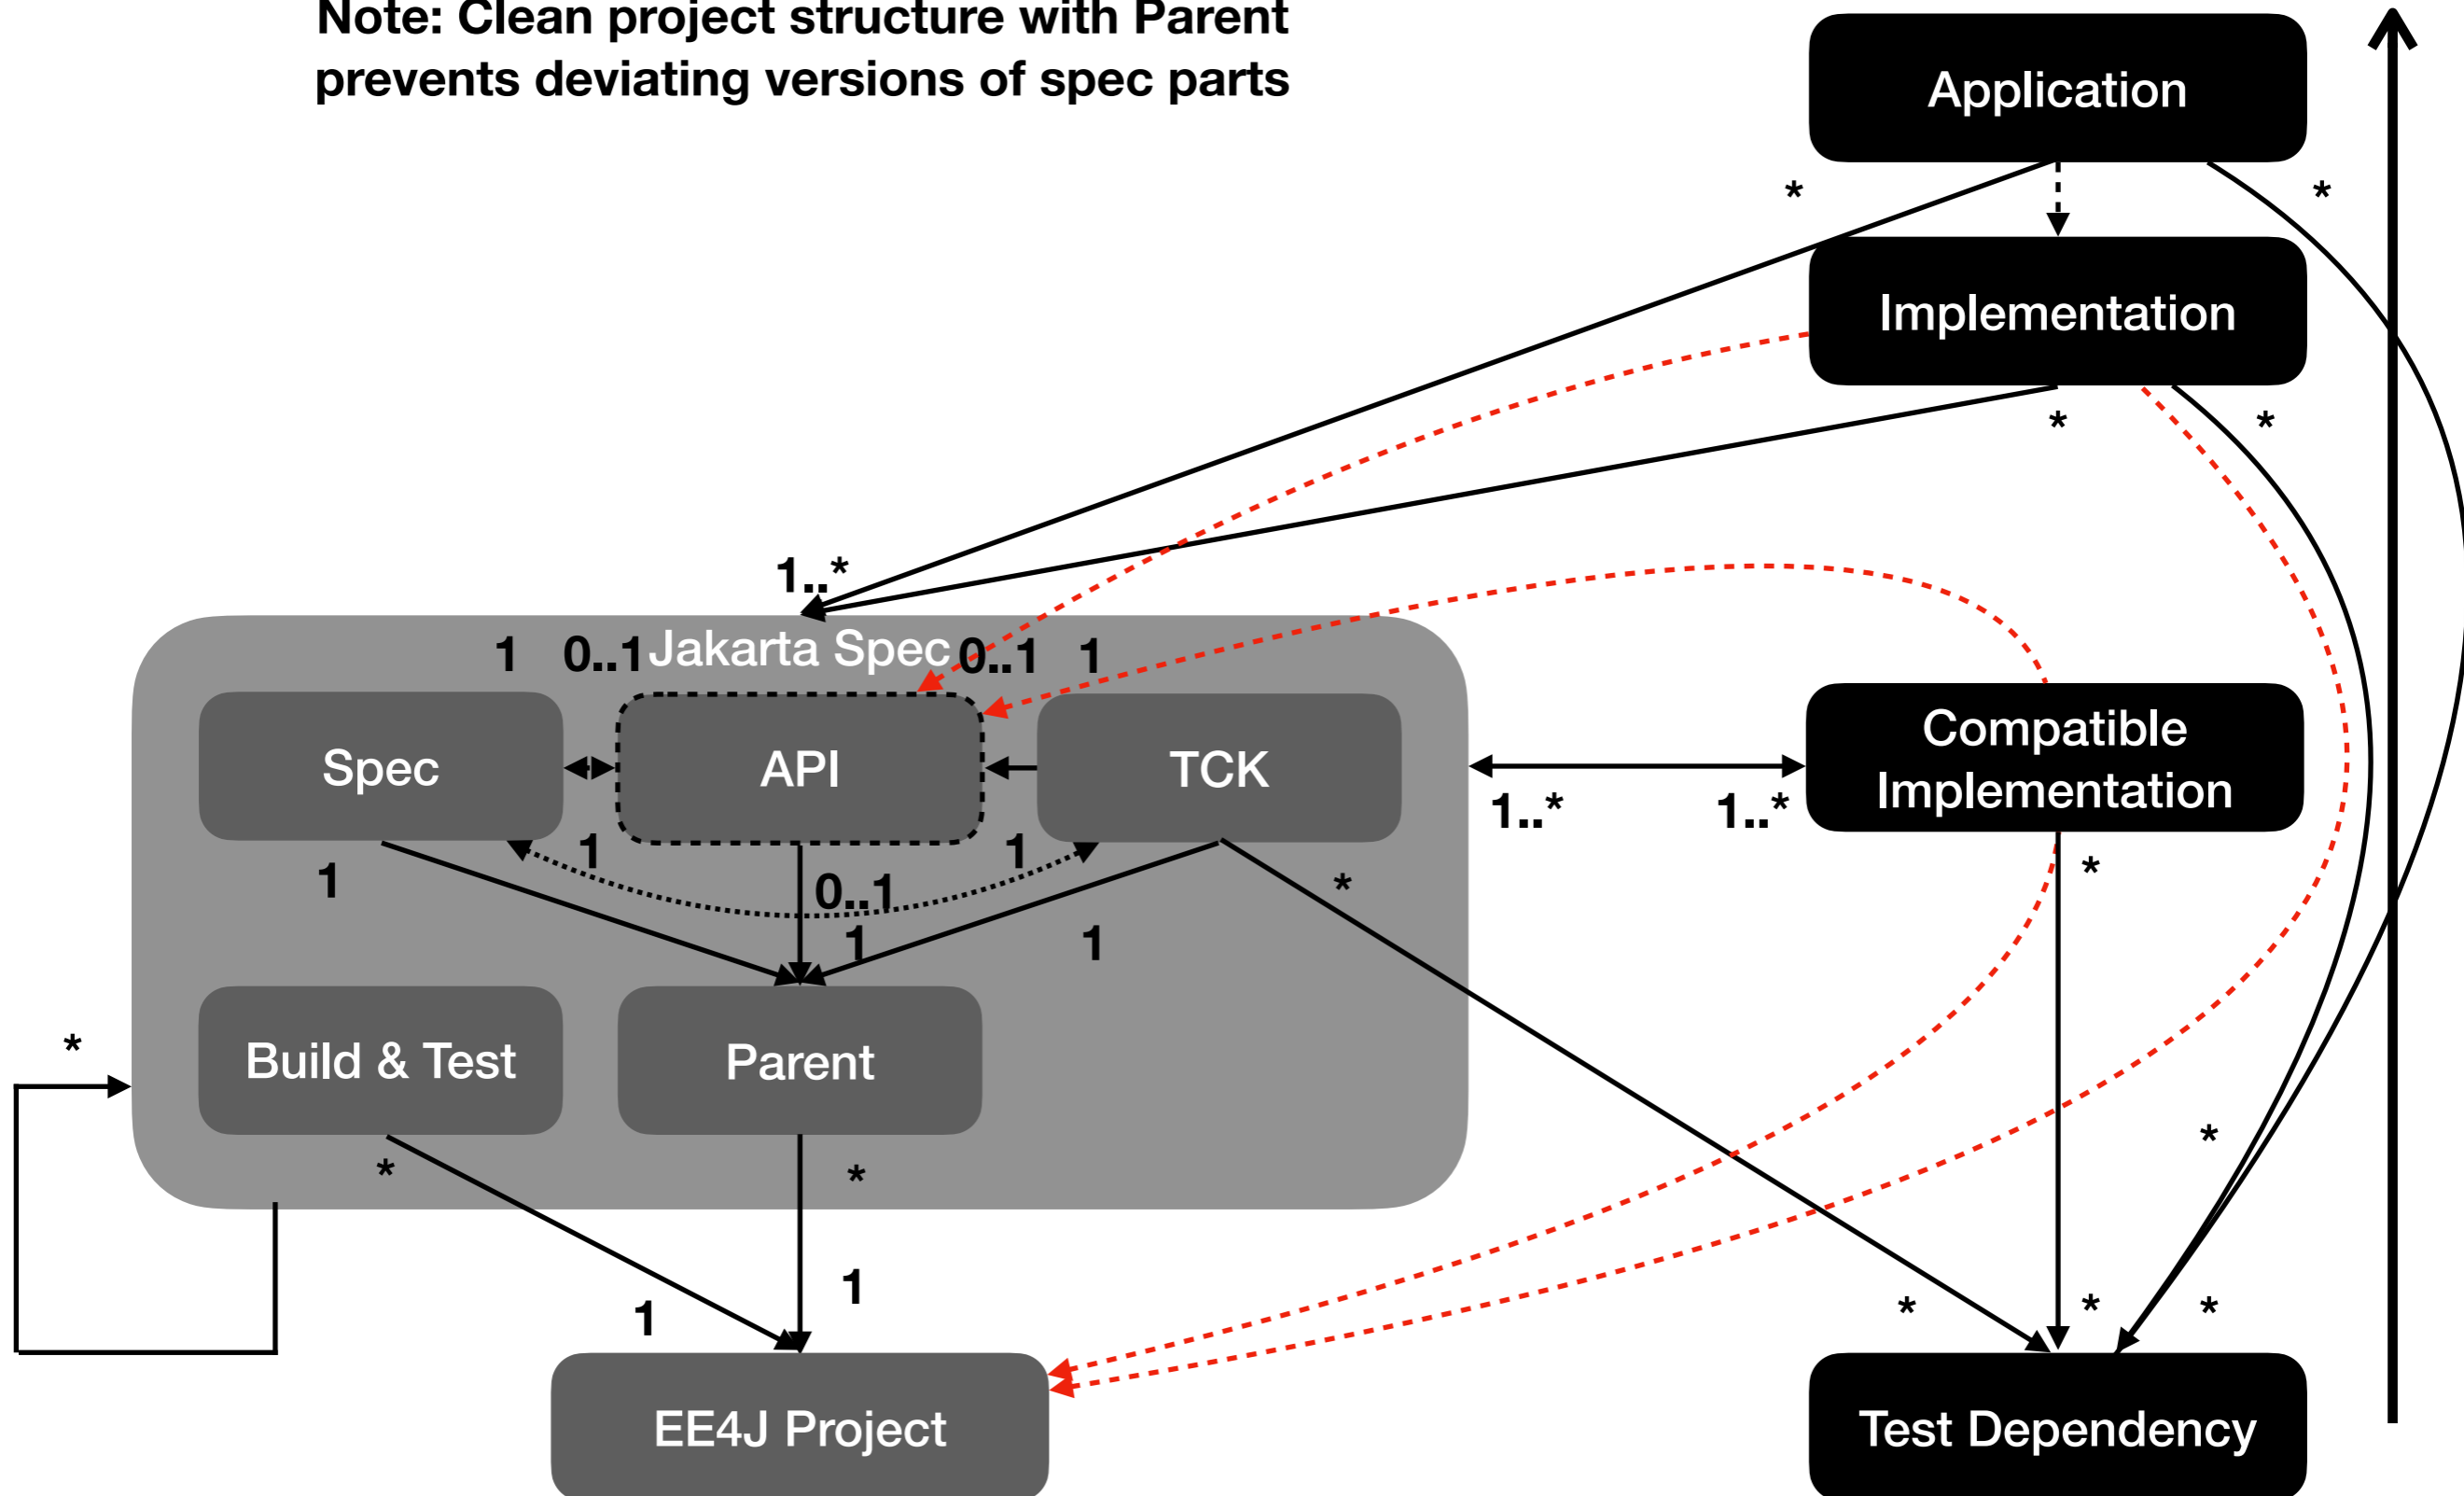 Note: Clean project structure with Parent
prevents deviating versions of spec parts
Application
*
*
Implementation
*
*
1..*
Jakarta Spec
1
0..1
0..1
1
Spec
API
TCK
Compatible
Implementation
1..*
1..*
1
1
1
0..1
*
*
1
1
*
Build & Test
Parent
*
*
*
1
1
*
*
*
EE4J Project
Test Dependency